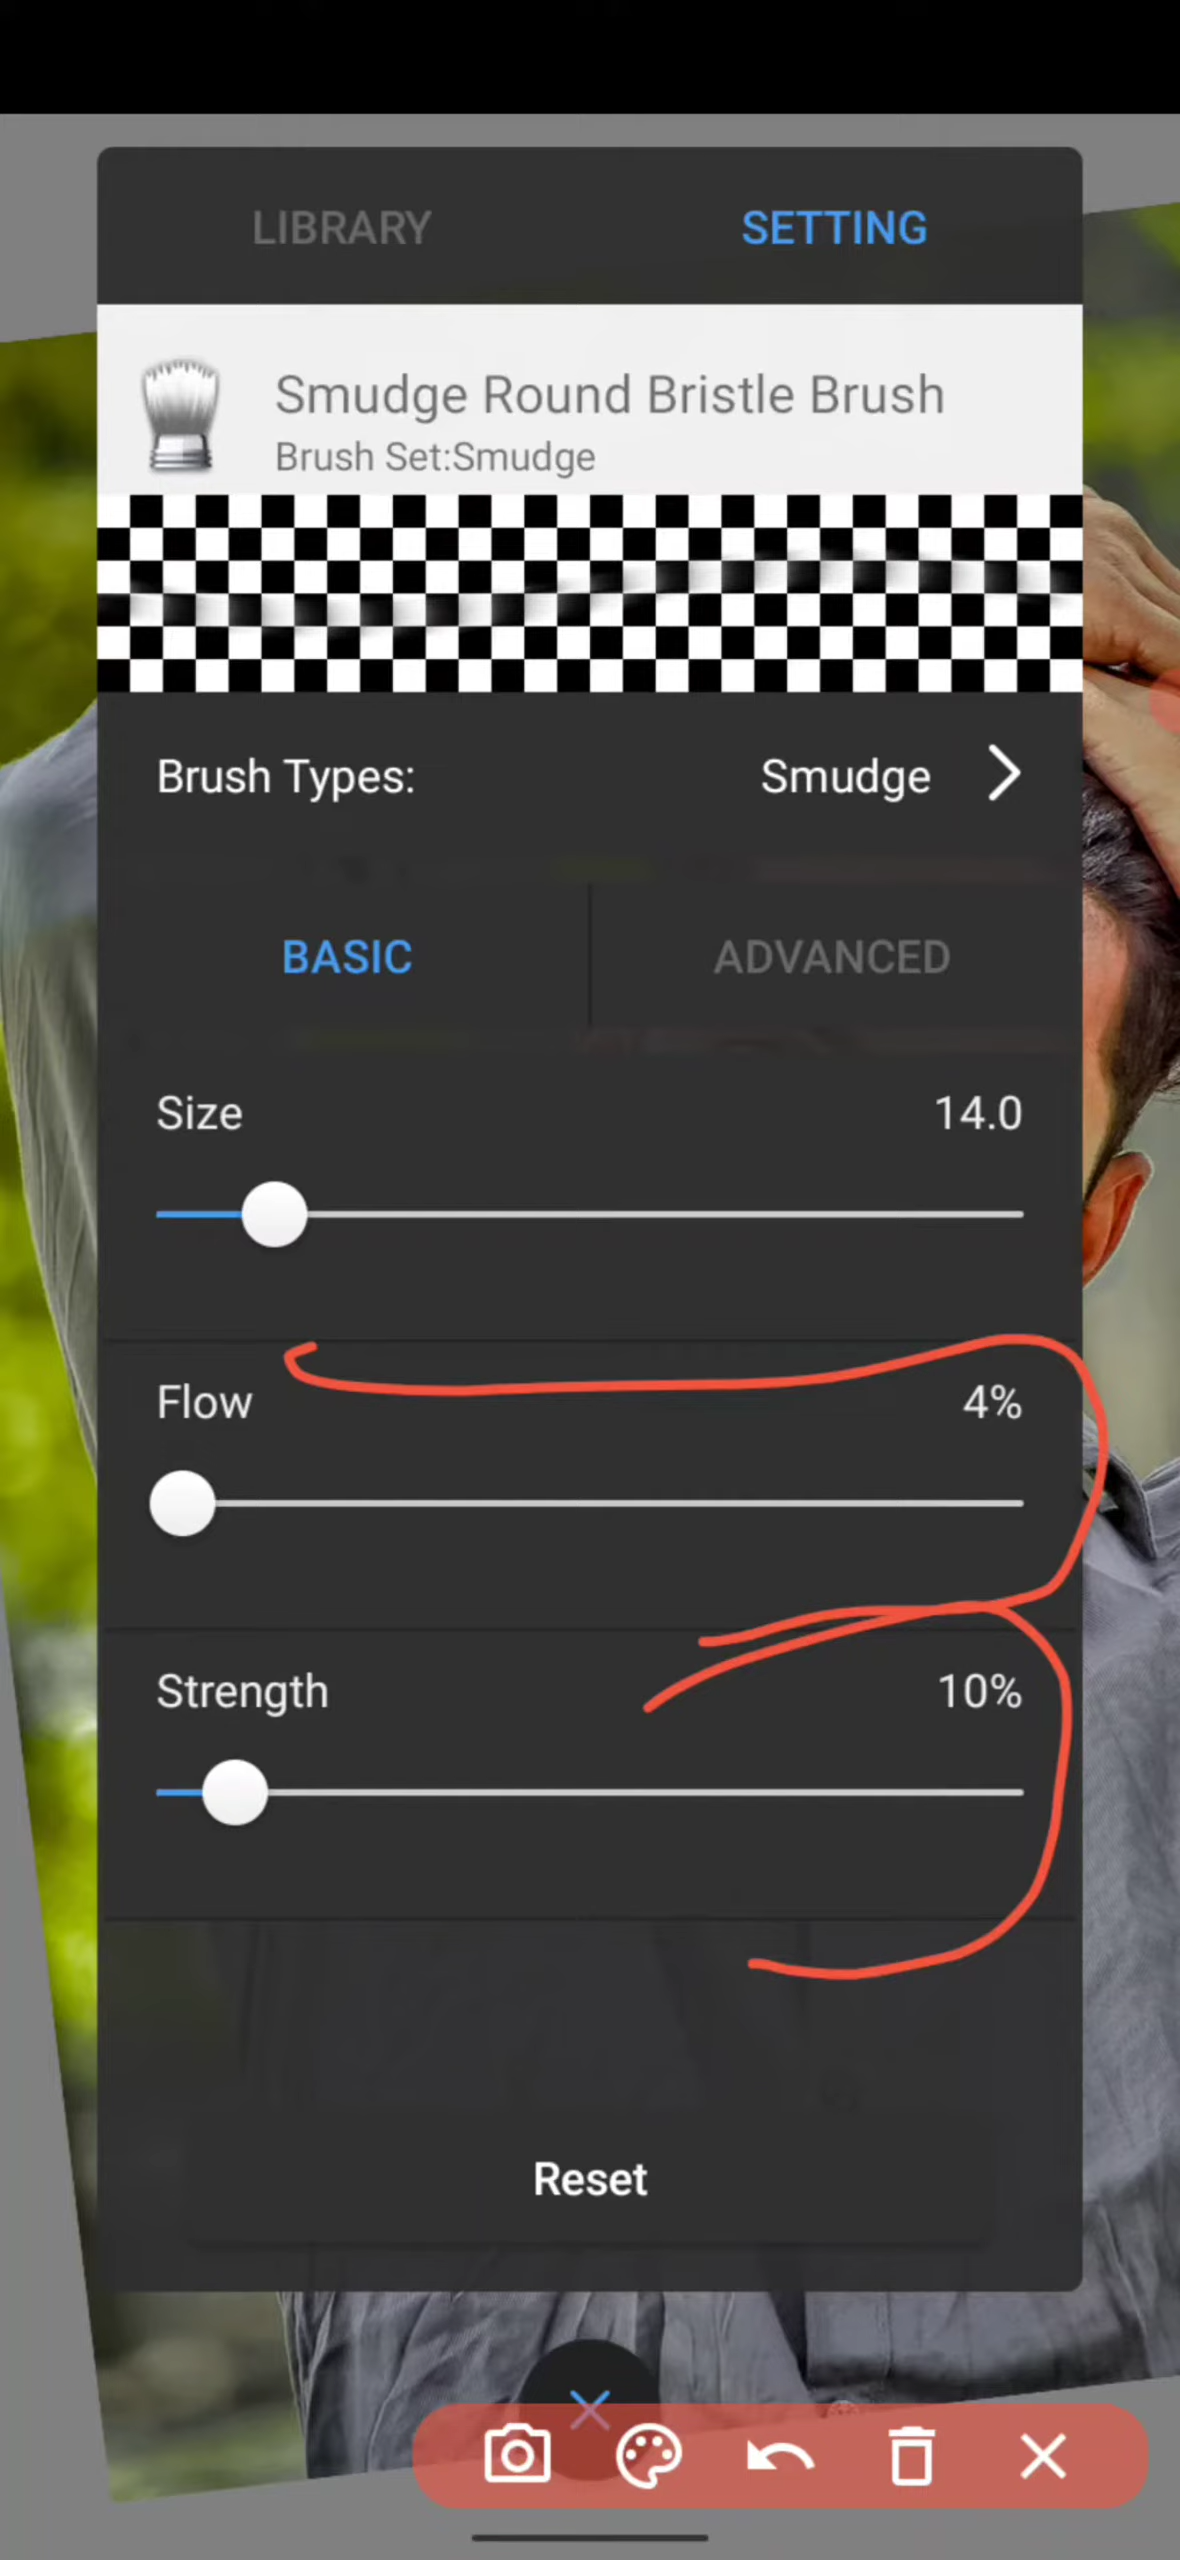 LIBRARY SETTING
Smudge Round Bristle Brush
Brush Set:Smudge
Brush Types: Smudge
BASIC ADVANCED
Size 14.0
Flow 4%
Strength 10%
Reset